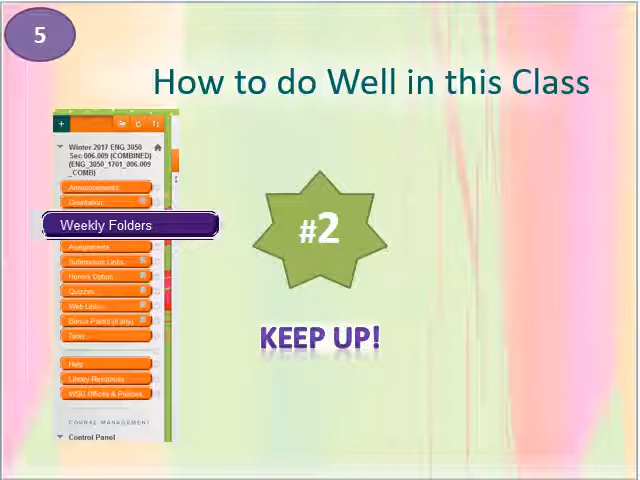 5
How to do Well in this Class
+
Winter 2017 ENG 3050
Sec 006.009 (COMBINED)
(ENG_3050_1701_006.009
_COMB)
Announcements
Orientation
Weekly Folders
Assignments
Submission Links
Honors Option
Quizzes
Web Links
Bonus Points (if any)
Tools
Help
Library Resources
WSU Offices & Policies
COURSE MANAGEMENT
Control Panel
#2
KEEP UP!